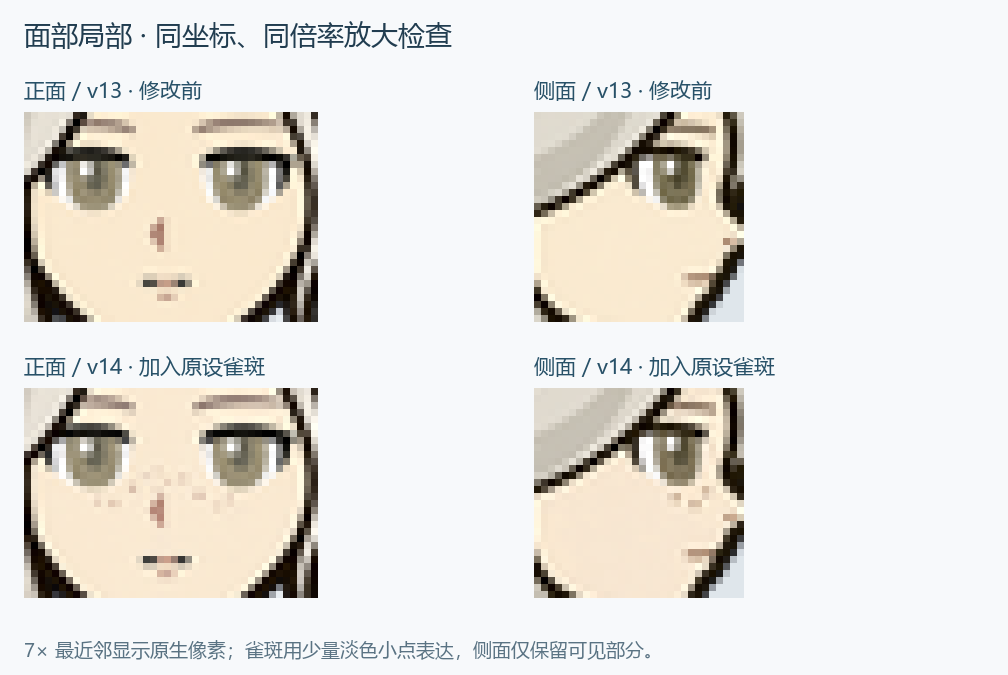 面部局部 · 同坐标、同倍率放大检查
正面 / v13 · 修改前
侧面 / v13 · 修改前
正面 / v14 · 加入原设雀斑
侧面 / v14 · 加入原设雀斑
7× 最近邻显示原生像素；雀斑用少量淡色小点表达，侧面仅保留可见部分。